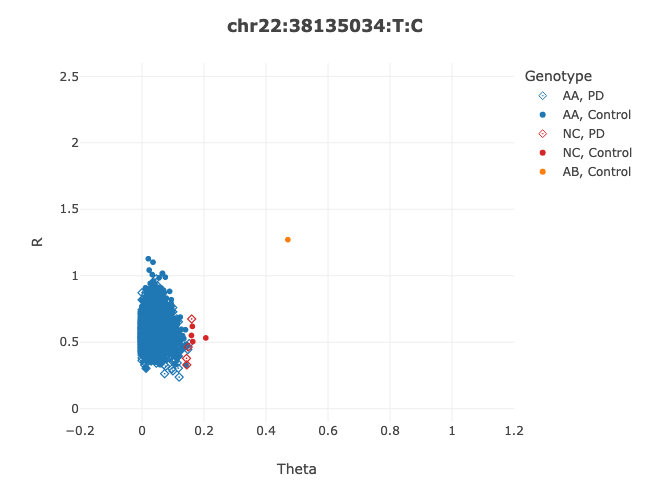 chr22:38135034:T:C
Genotype
AA, PD
AA, Control
NC, PD
NC, Control
AB, Control
R
2.5
2
1.5
1
0.5
0
−0.2
0
0.2
0.4
0.6
0.8
1
1.2
Theta